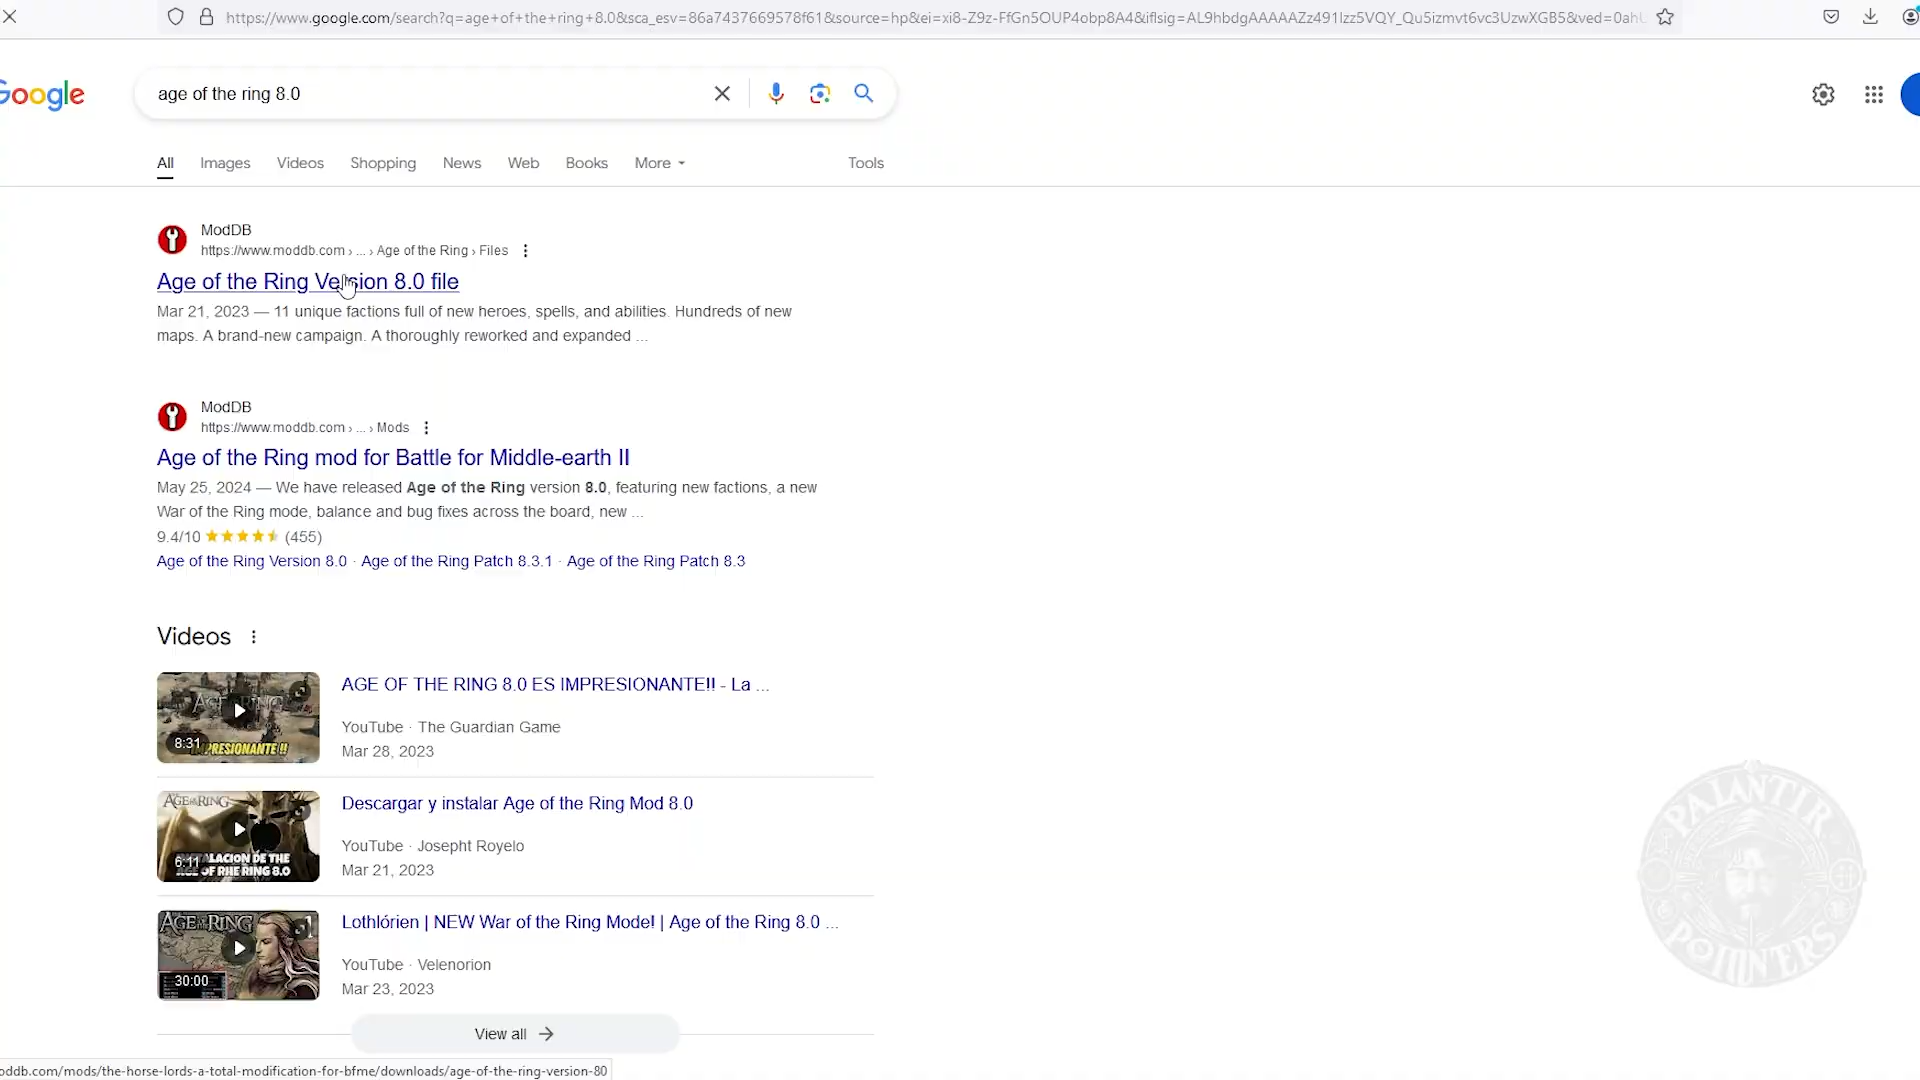 https://www.google.com/search?q=age+of+the+ring+8.0&sca_esv=86a7437669578f61&source=hp&ei=xi8-Z9z-FfGn5OUP4obp8A4&iflsig=AL9hbdgAAAAAZz491lzz5VQY_Qu5izmvt6vc3UzwXGB5&ved=0ahU
Google
age of the ring 8.0
All Images Videos Shopping News Web Books More Tools
ModDB
https://www.moddb.com › ... › Age of the Ring › Files
Age of the Ring Version 8.0 file
Mar 21, 2023 — 11 unique factions full of new heroes, spells, and abilities. Hundreds of new
maps. A brand-new campaign. A thoroughly reworked and expanded ...
ModDB
https://www.moddb.com › ... › Mods
Age of the Ring mod for Battle for Middle-earth II
May 25, 2024 — We have released Age of the Ring version 8.0, featuring new factions, a new
War of the Ring mode, balance and bug fixes across the board, new ...
9.4/10 (455)
Age of the Ring Version 8.0 · Age of the Ring Patch 8.3.1 · Age of the Ring Patch 8.3
Videos
8:31
AGE OF THE RING 8.0 ES IMPRESIONANTE!! - La ...
YouTube · The Guardian Game
Mar 28, 2023
6:11
OF RHE RING 8.0
Descargar y instalar Age of the Ring Mod 8.0
YouTube · Josepht Royelo
Mar 21, 2023
30:00
Lothlórien | NEW War of the Ring Mode! | Age of the Ring 8.0 ...
YouTube · Velenorion
Mar 23, 2023
View all
oddb.com/mods/the-horse-lords-a-total-modification-for-bfme/downloads/age-of-the-ring-version-80
PALANTIR